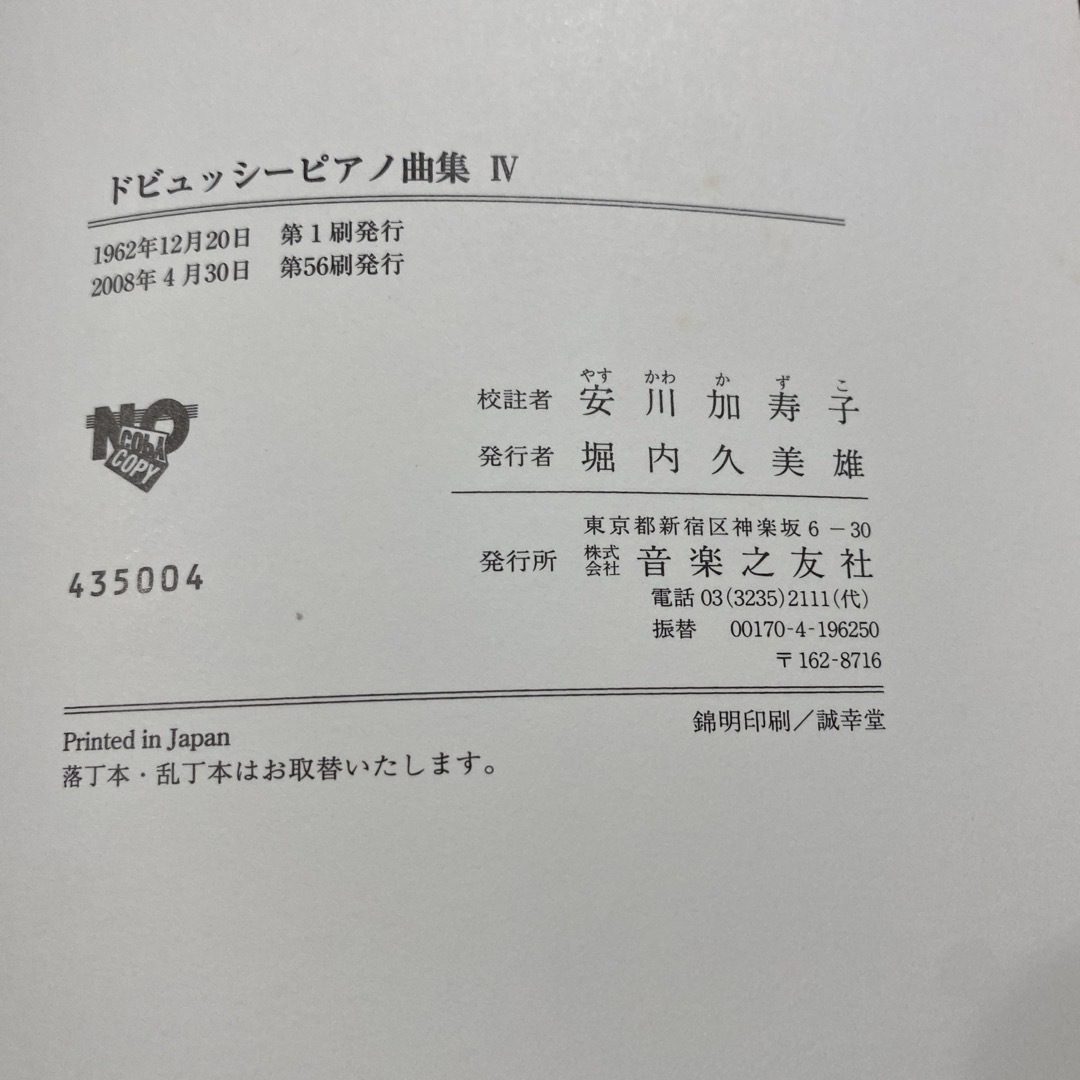 ドビュッシーピアノ曲集 Ⅳ
1962年12月20日 第1刷発行
2008年4月30日 第56刷発行
やす かわ か ず こ
校註者 安川加寿子
発行者 堀内久美雄
東京都新宿区神楽坂6－30
発行所 株式会社 音楽之友社
電話 03(3235)2111(代)
振替 00170-4-196250
〒162-8716
NO
COPY
COPY
435004
錦明印刷／誠幸堂
Printed in Japan
落丁本・乱丁本はお取替いたします。